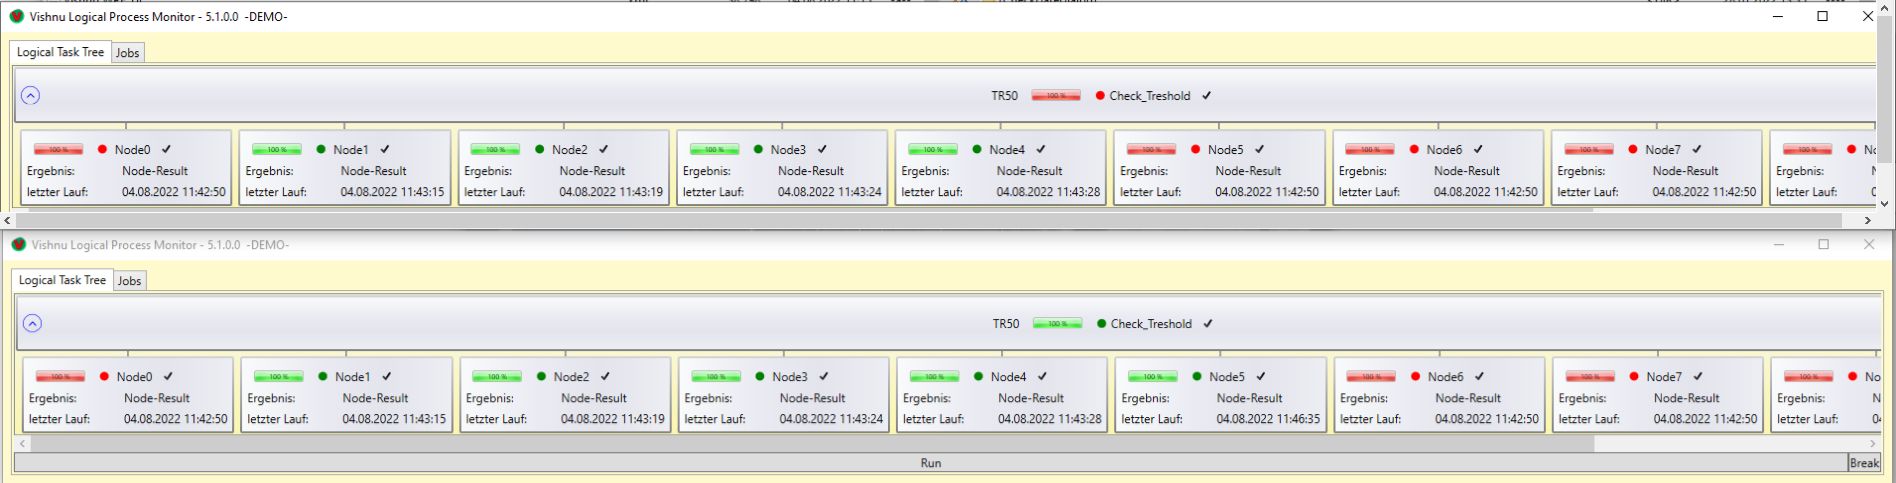 Vishnu Logical Process Monitor - 5.1.0.0 -DEMO-
Logical Task Tree Jobs
TR50 100 % Check_Treshold
100 % Node0 100 % Node1 100 % Node2 100 % Node3 100 % Node4 100 % Node5 100 % Node6 100 % Node7 100 %
Ergebnis: Node-Result Ergebnis: Node-Result Ergebnis: Node-Result Ergebnis: Node-Result Ergebnis: Node-Result Ergebnis: Node-Result Ergebnis: Node-Result Ergebnis: Node-Result Ergebnis:
letzter Lauf: 04.08.2022 11:42:50 letzter Lauf: 04.08.2022 11:43:15 letzter Lauf: 04.08.2022 11:43:19 letzter Lauf: 04.08.2022 11:43:24 letzter Lauf: 04.08.2022 11:43:28 letzter Lauf: 04.08.2022 11:42:50 letzter Lauf: 04.08.2022 11:42:50 letzter Lauf: 04.08.2022 11:42:50 letzter Lauf:
Vishnu Logical Process Monitor - 5.1.0.0 -DEMO-
Logical Task Tree Jobs
TR50 100 % Check_Treshold
100 % Node0 100 % Node1 100 % Node2 100 % Node3 100 % Node4 100 % Node5 100 % Node6 100 % Node7 100 % No
Ergebnis: Node-Result Ergebnis: Node-Result Ergebnis: Node-Result Ergebnis: Node-Result Ergebnis: Node-Result Ergebnis: Node-Result Ergebnis: Node-Result Ergebnis: Node-Result Ergebnis: N
letzter Lauf: 04.08.2022 11:42:50 letzter Lauf: 04.08.2022 11:43:15 letzter Lauf: 04.08.2022 11:43:19 letzter Lauf: 04.08.2022 11:43:24 letzter Lauf: 04.08.2022 11:43:28 letzter Lauf: 04.08.2022 11:46:35 letzter Lauf: 04.08.2022 11:42:50 letzter Lauf: 04.08.2022 11:42:50 letzter Lauf: 04
Run Break